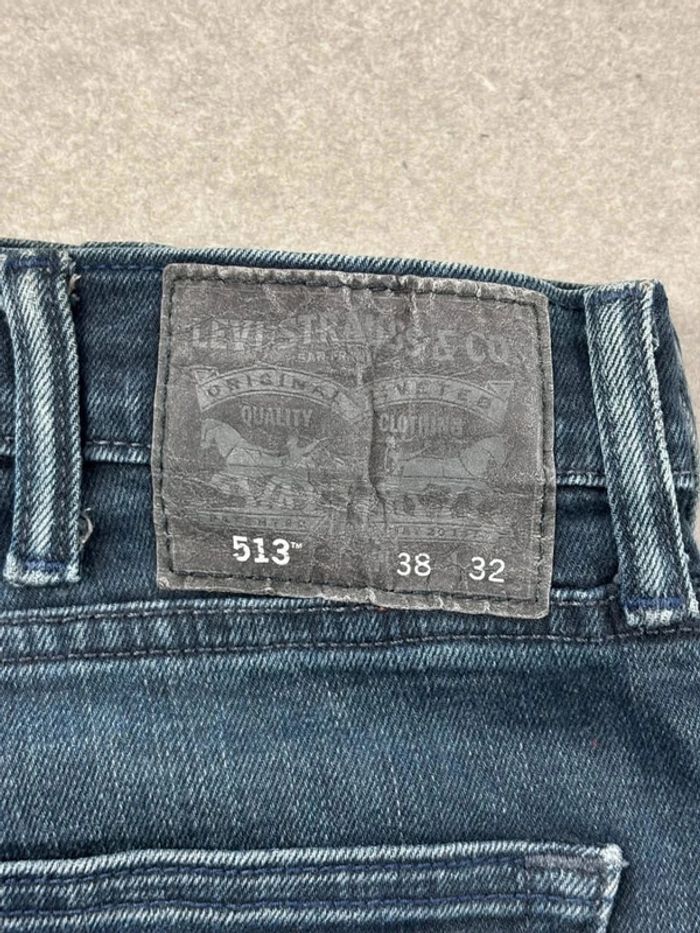 LEVI STRAUSS & CO.
ORIGINAL RIVETED
QUALITY CLOTHING
513™ 38 32